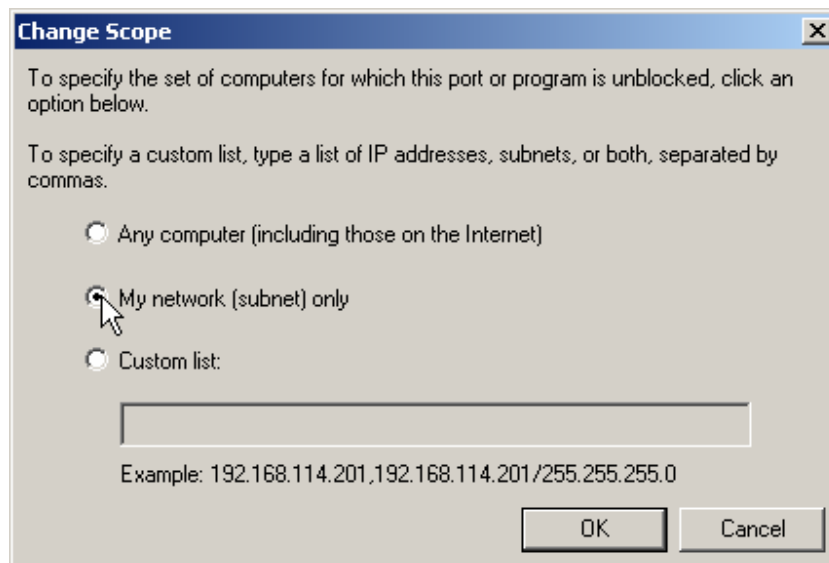 Change Scope
To specify the set of computers for which this port or program is unblocked, click an
option below.
To specify a custom list, type a list of IP addresses, subnets, or both, separated by
commas.
Any computer (including those on the Internet)
My network (subnet) only
Custom list:
Example: 192.168.114.201,192.168.114.201/255.255.255.0
OK Cancel